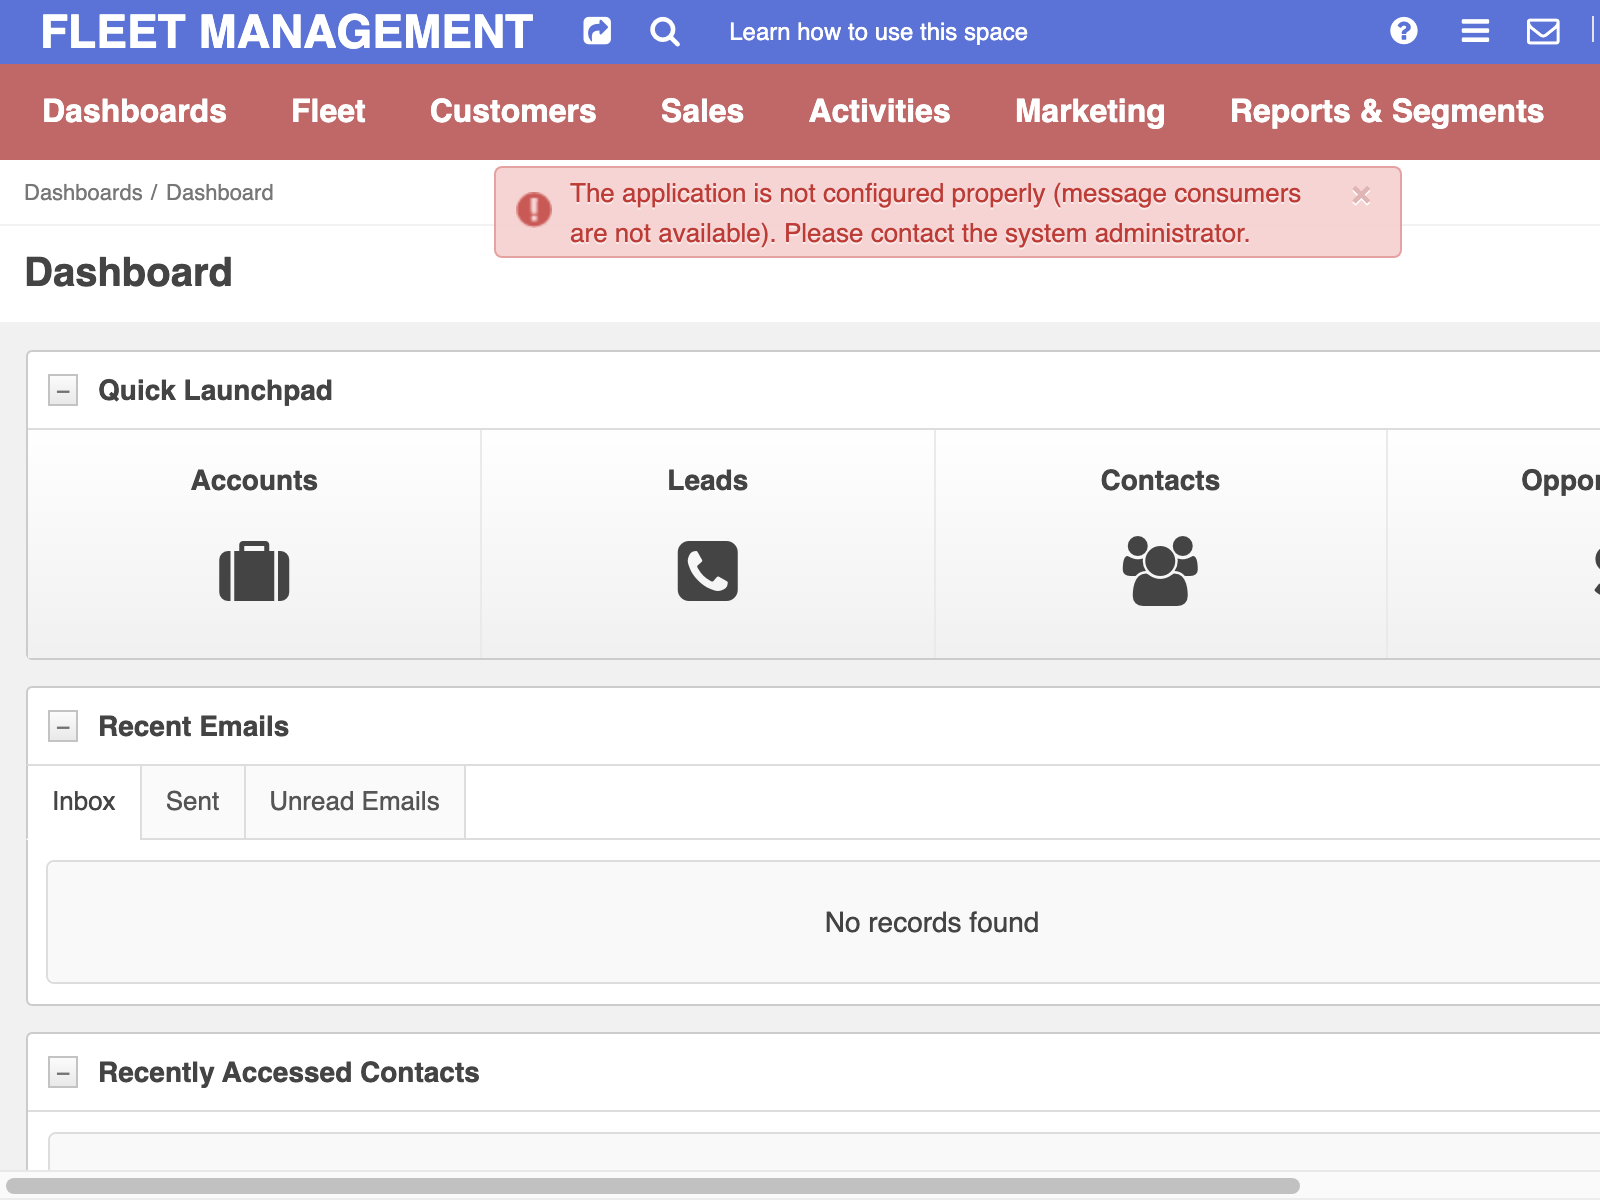 FLEET MANAGEMENT
Learn how to use this space
Dashboards Fleet Customers Sales Activities Marketing Reports & Segments
Dashboards / Dashboard
The application is not configured properly (message consumers
are not available). Please contact the system administrator.
Dashboard
Quick Launchpad
Accounts Leads Contacts
Recent Emails
Inbox Sent Unread Emails
No records found
Recently Accessed Contacts